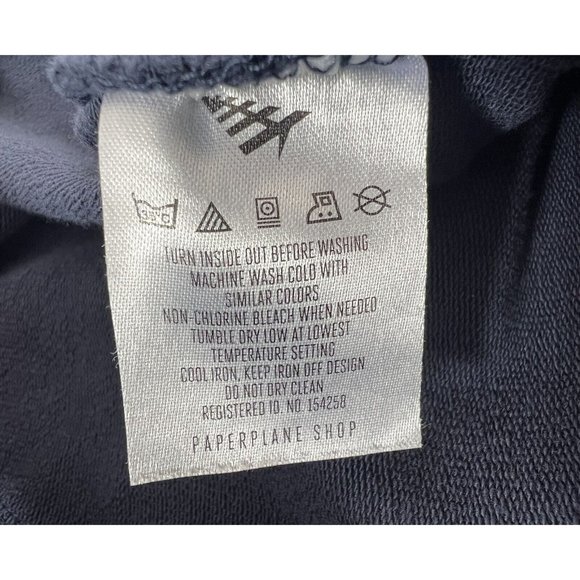 30°C
TURN INSIDE OUT BEFORE WASHING
MACHINE WASH COLD WITH
SIMILAR COLORS
NON-CHLORINE BLEACH WHEN NEEDED
TUMBLE DRY LOW AT LOWEST
TEMPERATURE SETTING
COOL IRON, KEEP IRON OFF DESIGN
DO NOT DRY CLEAN
REGISTERED ID. NO. 154258
PAPERPLANE SHOP